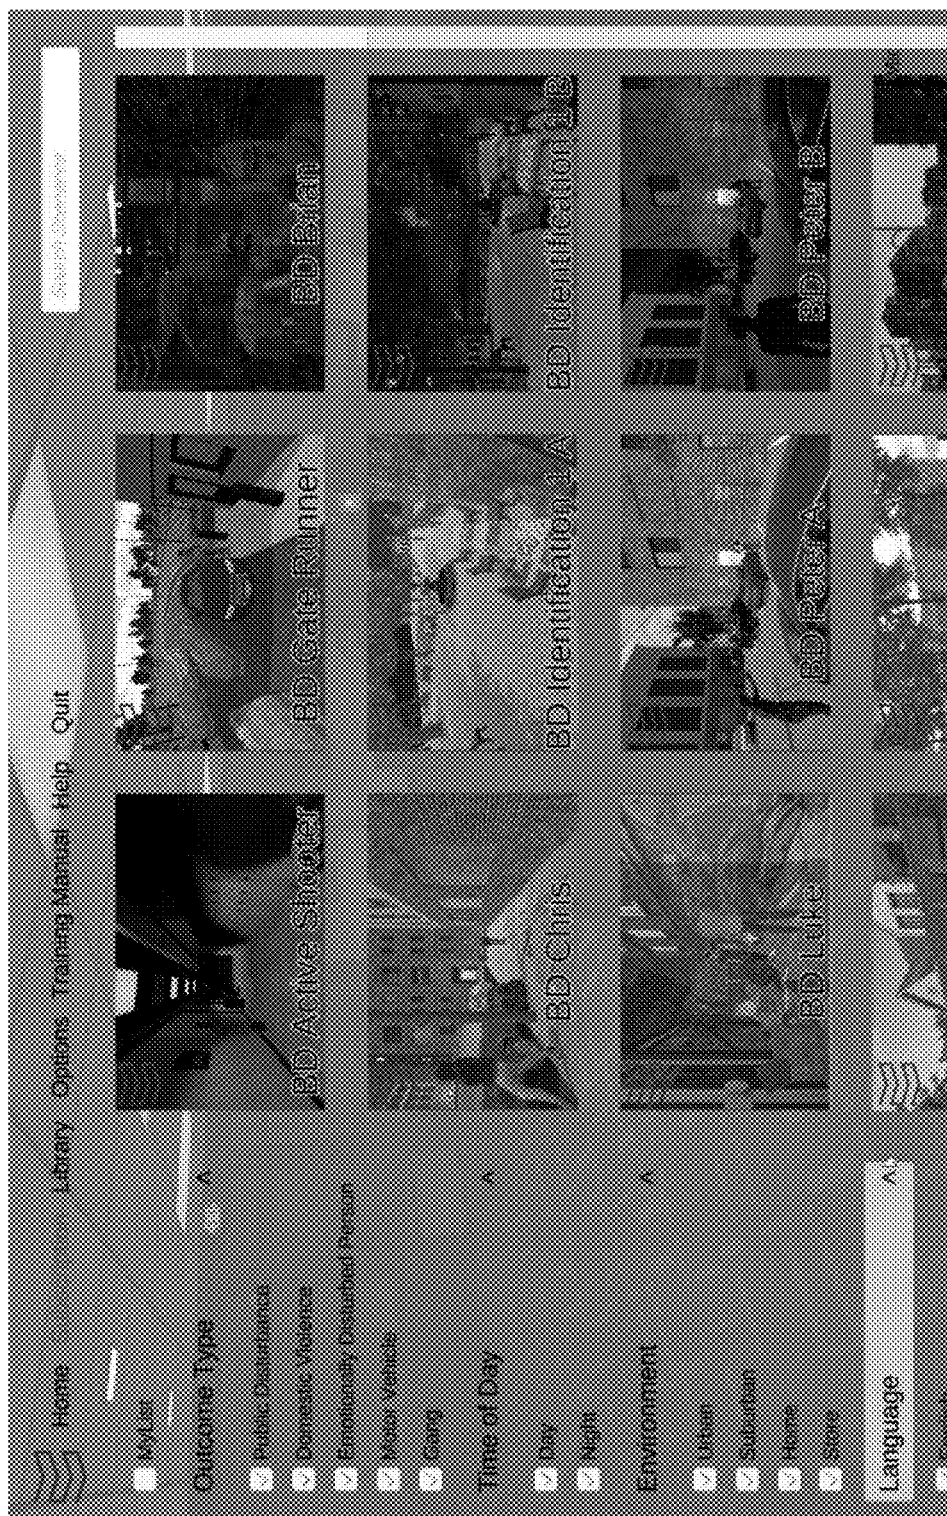 Home
Library Options Training Manual Help Quit
MyList
Outcome Type
Public Disturbance
Domestic Violence
Emotionally Disturbed Person
Motor Vehicle
Gang
Time of Day
Day
Night
Environment
Urban
Suburban
Home
Store
Language
BD Active Shooter
BD Gate Runner
BD Brian
BD Chris
BD Identification 1 A
BD Identification 1 B
BD Luke
BD Peter A
BD Peter B